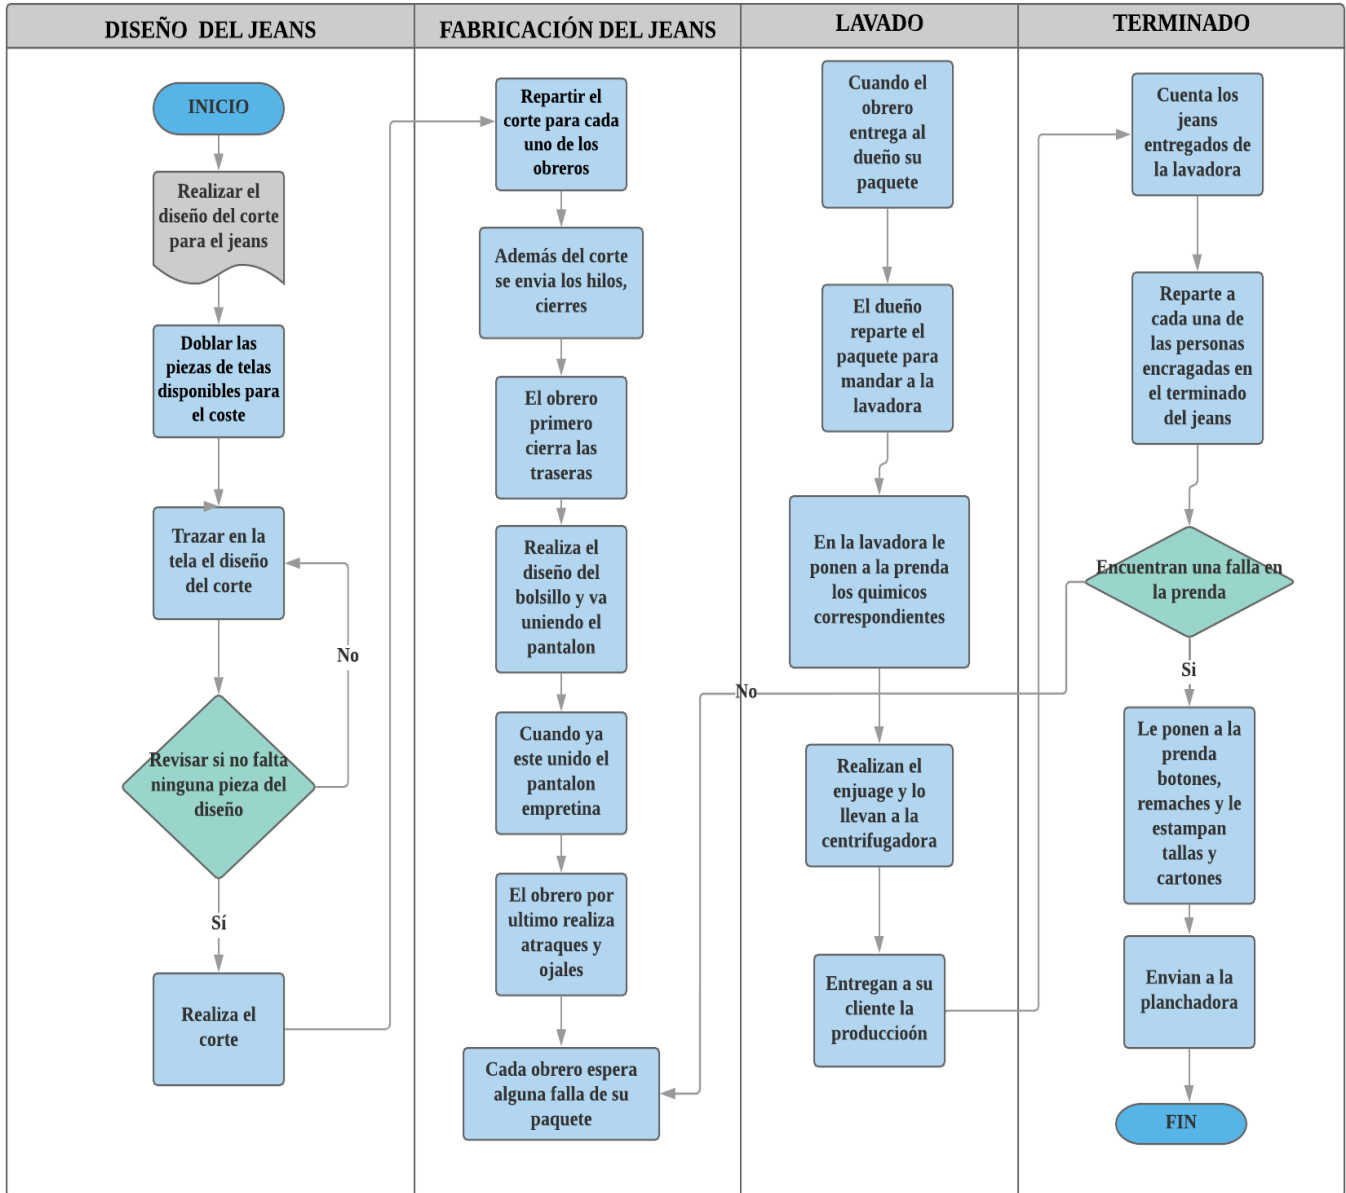 DISEÑO  DEL JEANS
INICIO
Realizar el
diseño del corte
para el jeans
Doblar las
piezas de telas
disponibles para
el coste
Trazar en la
tela el diseño
del corte
No
Revisar si no falta
ninguna pieza del
diseño
Sí
Realiza el
corte
FABRICACIÓN DEL JEANS
Repartir el
corte para cada
uno de los
obreros
Además del corte
se envia los hilos,
cierres
El obrero
primero
cierra las
traseras
Realiza el
diseño del
bolsillo y va
uniendo el
pantalon
Cuando ya
este unido el
pantalon
empretina
El obrero por
ultimo realiza
atraques y
ojales
Cada obrero espera
alguna falla de su
paquete
LAVADO
Cuando el
obrero
entrega al
dueño su
paquete
El dueño
reparte el
paquete para
mandar a la
lavadora
En la lavadora le
ponen a la prenda
los quimicos
correspondientes
No
Realizan el
enjuage y lo
llevan a la
centrifugadora
Entregan a su
cliente la
produccioón
TERMINADO
Cuenta los
jeans
entregados de
la lavadora
Reparte a
cada una de
las personas
encragadas en
el terminado
del jeans
Encuentran una falla en
la prenda
Si
Le ponen a la
prenda
botones,
remaches y le
estampan
tallas y
cartones
Envian a la
planchadora
FIN